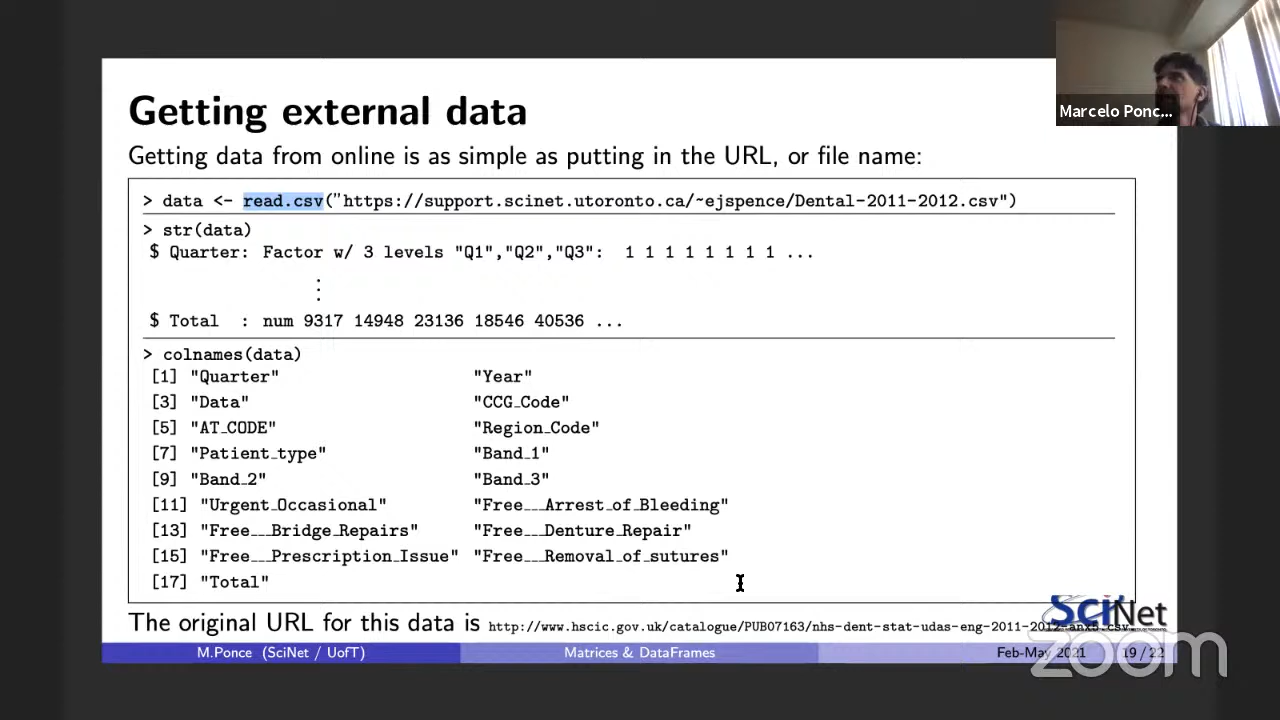 Getting external data
Marcelo Ponc...
Getting data from online is as simple as putting in the URL, or file name:
> data <- read.csv("https://support.scinet.utoronto.ca/~ejspence/Dental-2011-2012.csv")
> str(data)
$ Quarter: Factor w/ 3 levels "Q1","Q2","Q3": 1 1 1 1 1 1 1 1 ...
⋮
$ Total : num 9317 14948 23136 18546 40536 ...
> colnames(data)
[1] "Quarter" "Year"
[3] "Data" "CCG_Code"
[5] "AT_CODE" "Region_Code"
[7] "Patient_type" "Band_1"
[9] "Band_2" "Band_3"
[11] "Urgent_Occasional" "Free___Arrest_of_Bleeding"
[13] "Free___Bridge_Repairs" "Free___Denture_Repair"
[15] "Free___Prescription_Issue" "Free___Removal_of_sutures"
[17] "Total"
SciNet
The original URL for this data is http://www.hscic.gov.uk/catalogue/PUB07163/nhs-dent-stat-udas-eng-2011-2012-anx5.csv
M.Ponce (SciNet / UofT) Matrices & DataFrames Feb-May 2021 19 / 22
zoom